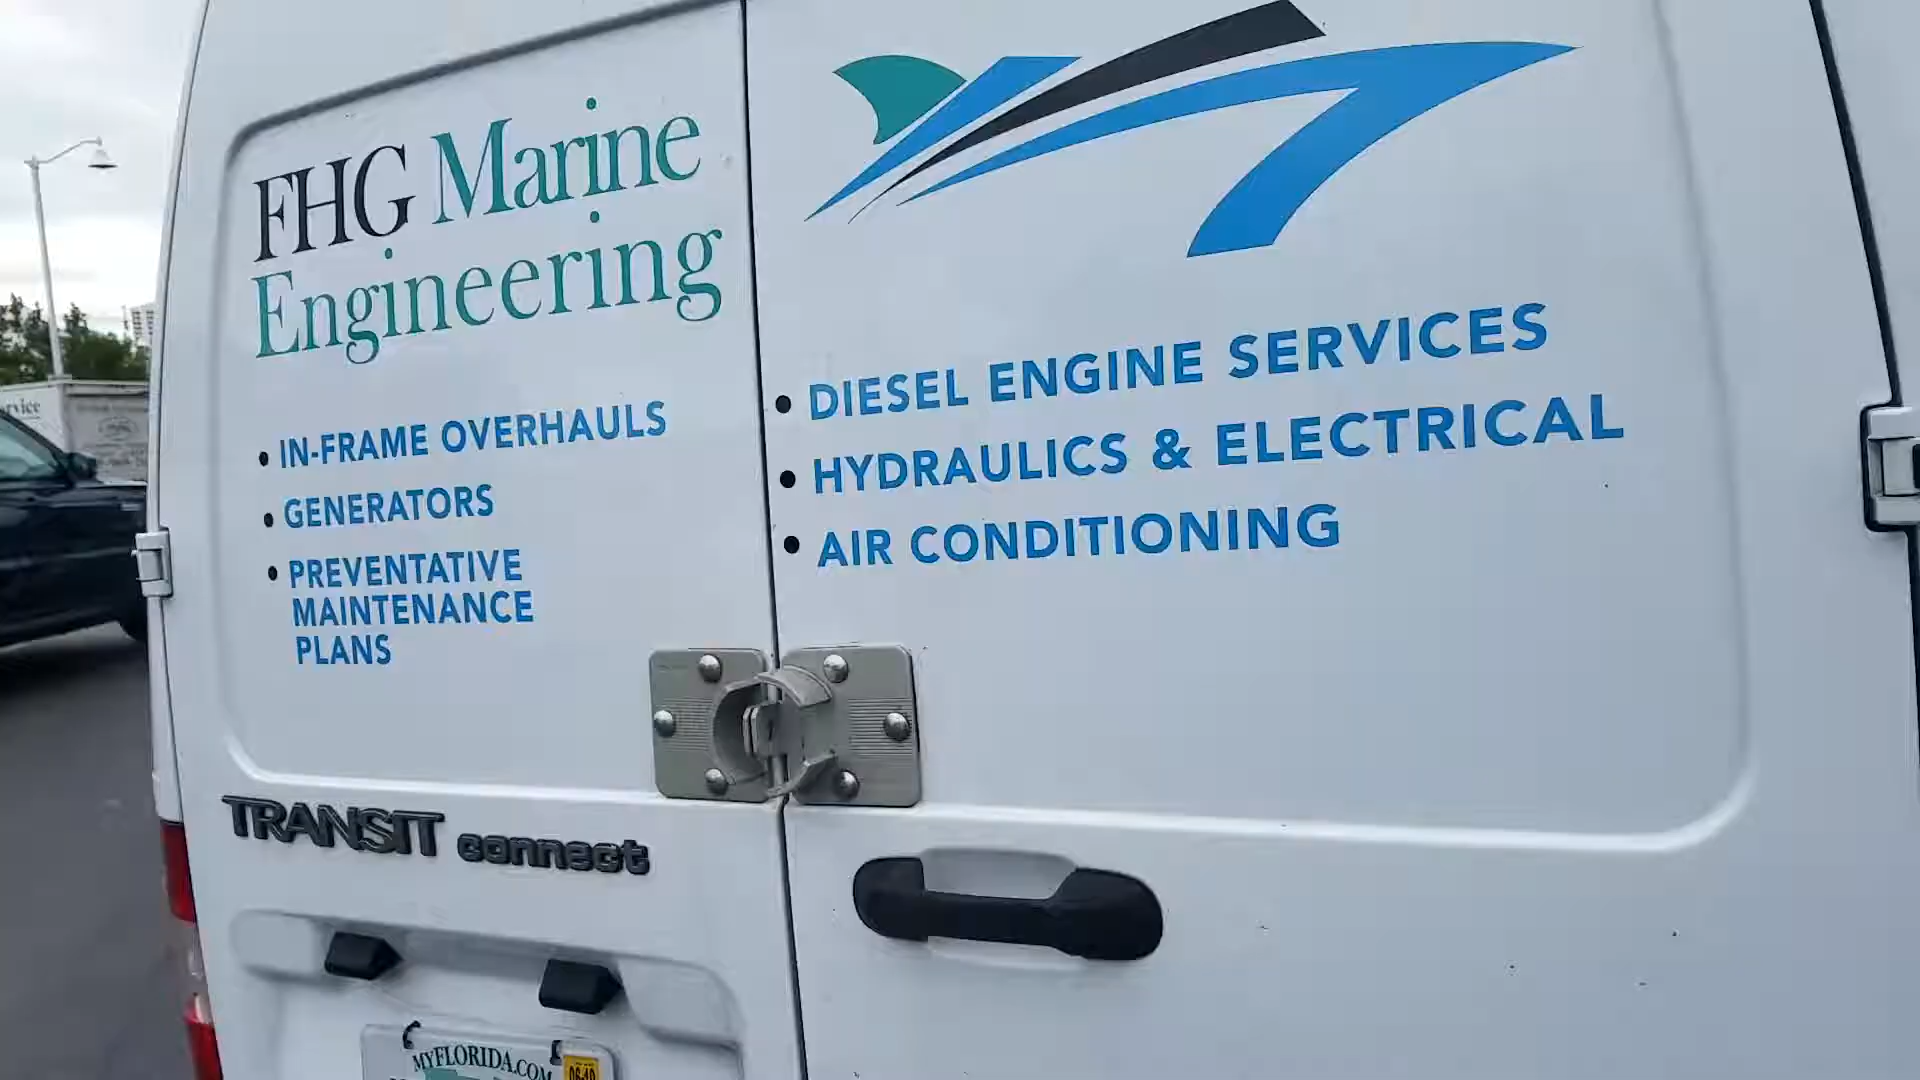 FHG Marine
Engineering
• IN-FRAME OVERHAULS
• GENERATORS
• PREVENTATIVE
MAINTENANCE
PLANS
• DIESEL ENGINE SERVICES
• HYDRAULICS & ELECTRICAL
• AIR CONDITIONING
TRANSIT connect
MYFLORIDA.COM